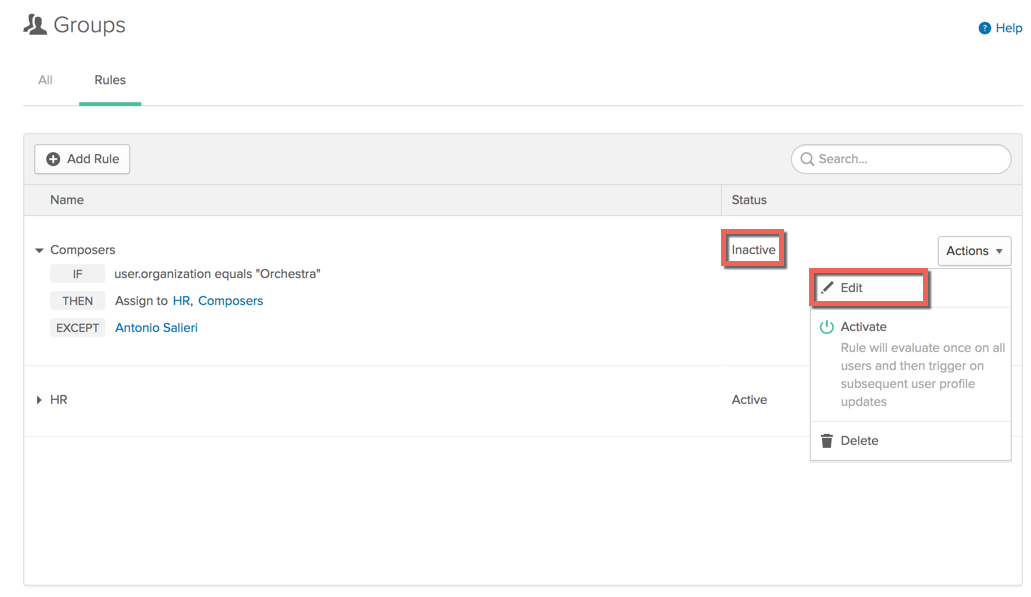 Groups
Help
All
Rules
Add Rule
Search...
Name
Status
Composers
Inactive
Actions
IF
user.organization equals "Orchestra"
THEN
Assign to HR, Composers
EXCEPT
Antonio Salieri
Edit
Activate
Rule will evaluate once on all
users and then trigger on
subsequent user profile
updates
HR
Active
Delete